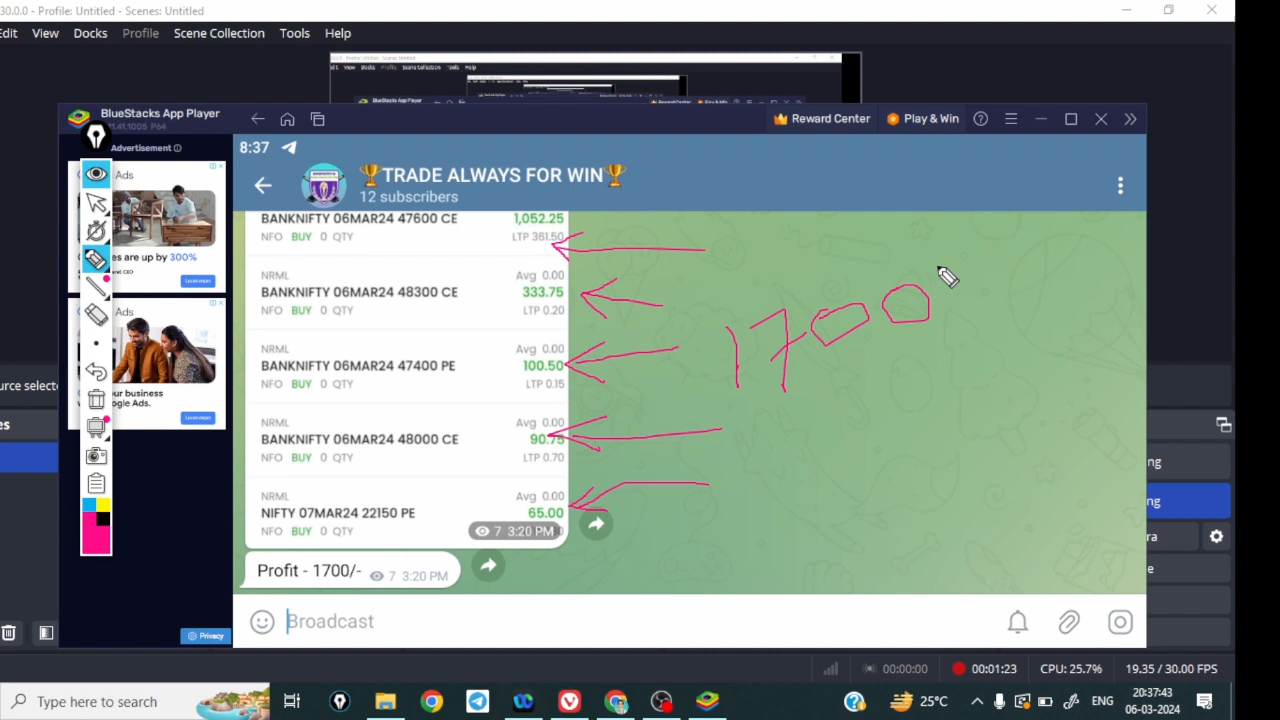 30.0.0 - Profile: Untitled - Scenes: Untitled
Edit View Docks Profile Scene Collection Tools Help
BlueStacks App Player
Reward Center
Play & Win
Advertisement
8:37
🏆TRADE ALWAYS FOR WIN🏆
12 subscribers
Ads
es are up by 300%
Learn more
Ads
ur business
ogle Ads.
Learn more
BANKNIFTY 06MAR24 47600 CE 1,052.25
NFO BUY 0 QTY LTP 361.50
NRML Avg 0.00
BANKNIFTY 06MAR24 48300 CE 333.75
NFO BUY 0 QTY LTP 0.20
NRML Avg 0.00
BANKNIFTY 06MAR24 47400 PE 100.50
NFO BUY 0 QTY LTP 0.15
NRML Avg 0.00
BANKNIFTY 06MAR24 48000 CE 90.75
NFO BUY 0 QTY LTP 0.70
NRML Avg 0.00
NIFTY 07MAR24 22150 PE 65.00
NFO BUY 0 QTY 7 3:20 PM
1700
Profit - 1700/- 7 3:20 PM
Broadcast
Privacy
00:00:00
00:01:23
CPU: 25.7%
19.35 / 30.00 FPS
Type here to search
25°C
ENG
20:37:43
06-03-2024